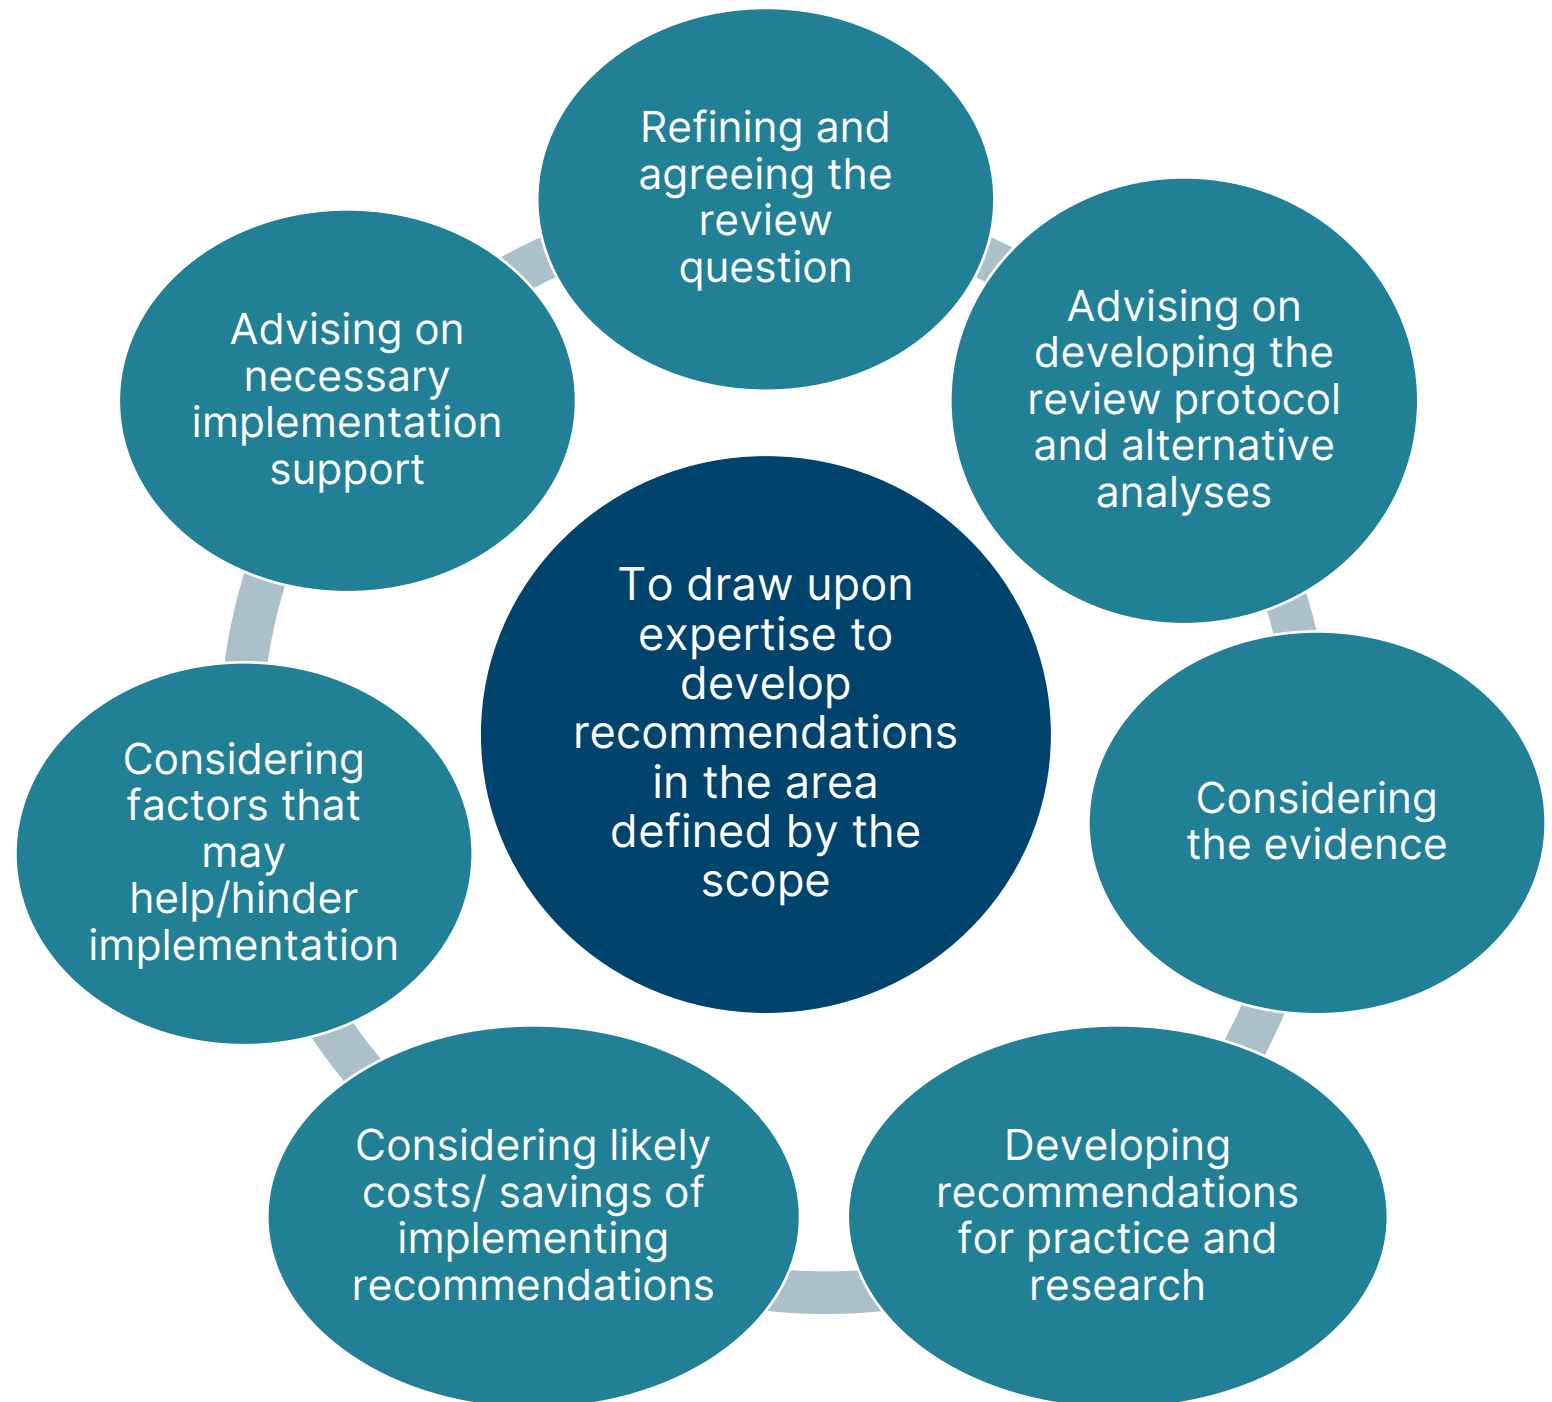 Refining and
agreeing the
review
question
Advising on
developing the
review protocol
and alternative
analyses
Considering
the evidence
Developing
recommendations
for practice and
research
Considering likely
costs/ savings of
implementing
recommendations
Considering
factors that
may
help/hinder
implementation
Advising on
necessary
implementation
support
To draw upon
expertise to
develop
recommendations
in the area
defined by the
scope